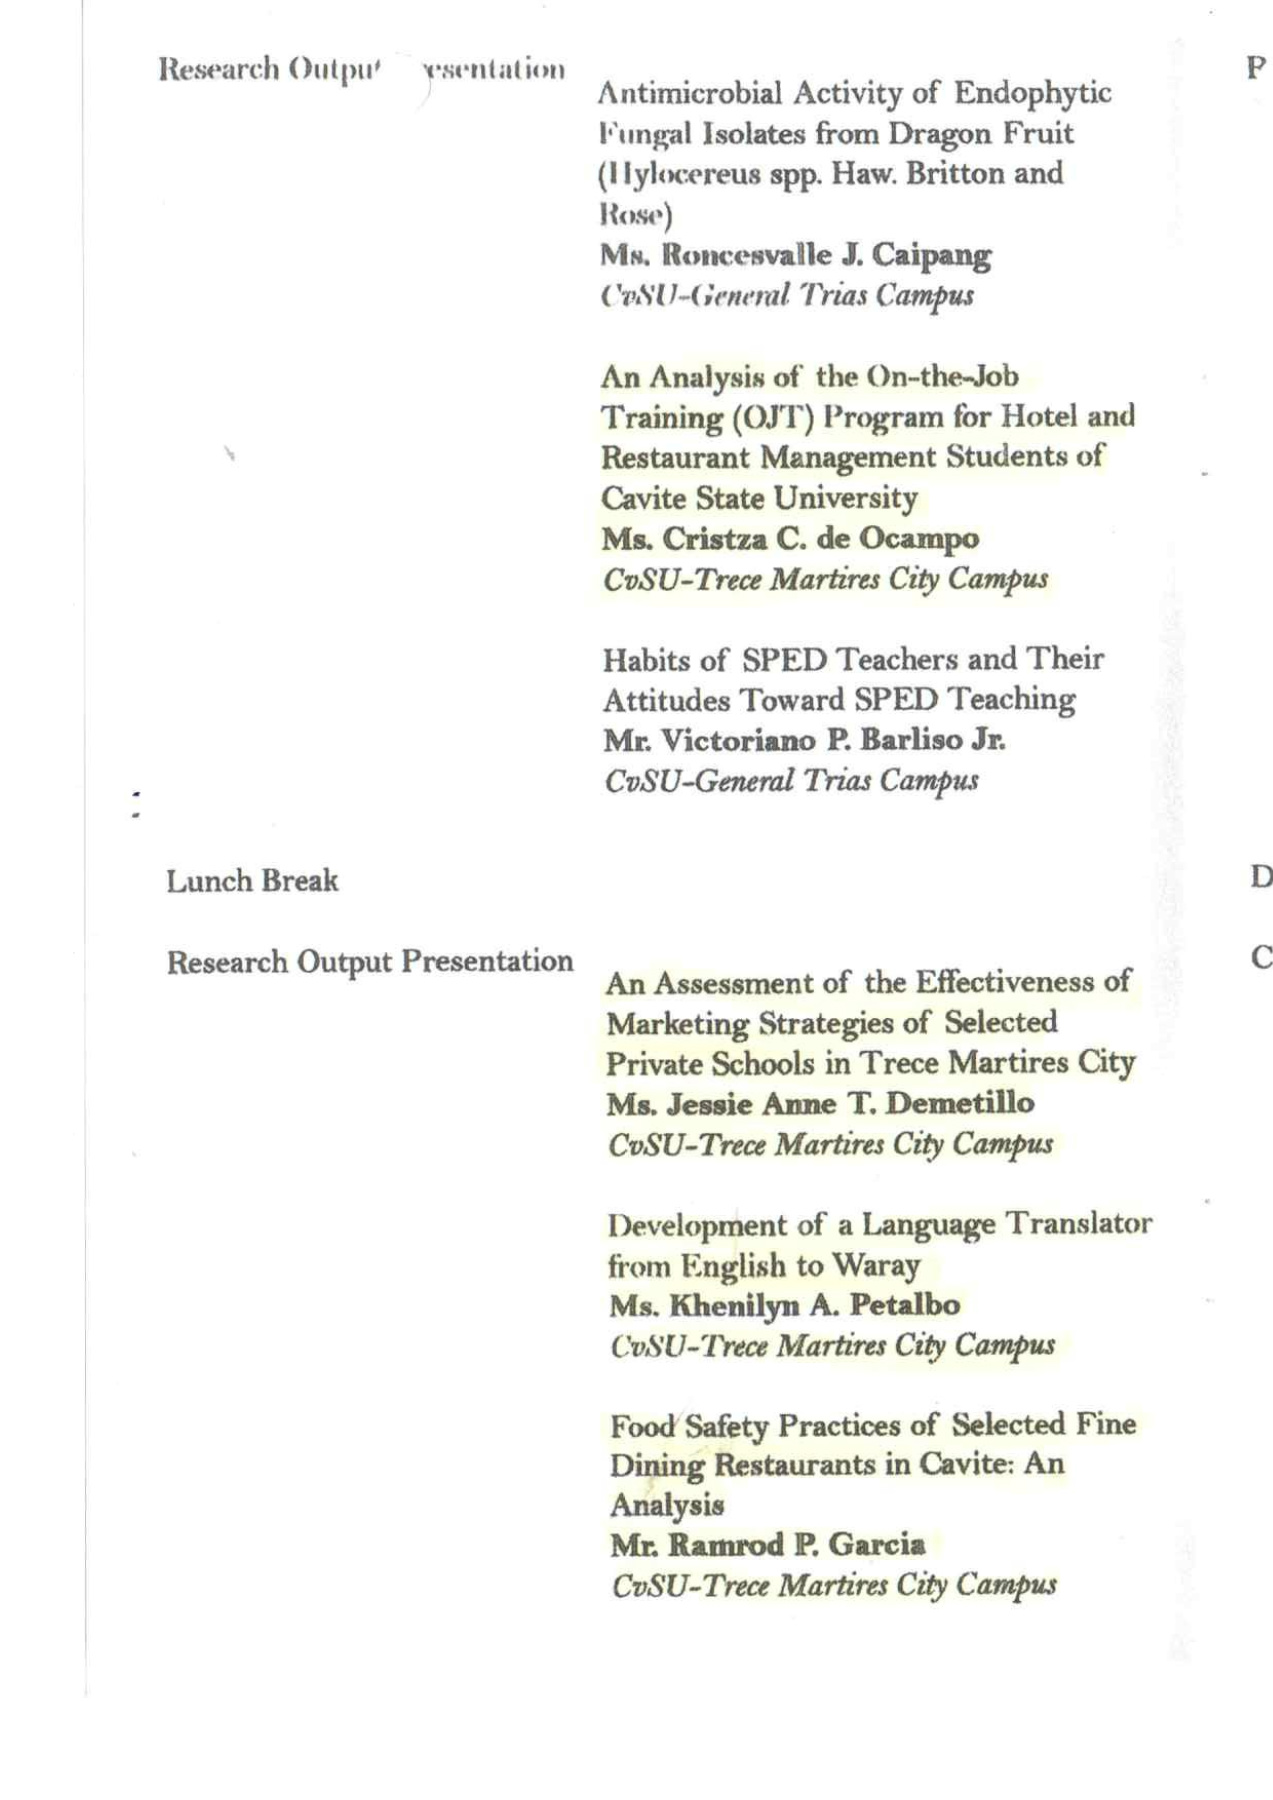 Research Output
Antimicrobial Activity of Endophytic
Fungal Isolates from Dragon Fruit
(Hylocereus spp. Haw. Britton and
Rose)
Ms. Roncesvalle J. Caipang
CvSU-General Trias Campus
An Analysis of the On-the-Job
Training (OJT) Program for Hotel and
Restaurant Management Students of
Cavite State University
Ms. Cristza C. de Ocampo
CvSU-Trece Martires City Campus
Habits of SPED Teachers and Their
Attitudes Toward SPED Teaching
Mr. Victoriano P. Barliso Jr.
CvSU-General Trias Campus
Lunch Break
Research Output Presentation
An Assessment of the Effectiveness of
Marketing Strategies of Selected
Private Schools in Trece Martires City
Ms. Jessie Anne T. Demetillo
CvSU-Trece Martires City Campus
Development of a Language Translator
from English to Waray
Ms. Khenilyn A. Petalbo
CvSU-Trece Martires City Campus
Food Safety Practices of Selected Fine
Dining Restaurants in Cavite: An
Analysis
Mr. Ramrod P. Garcia
CvSU-Trece Martires City Campus
P
D
C